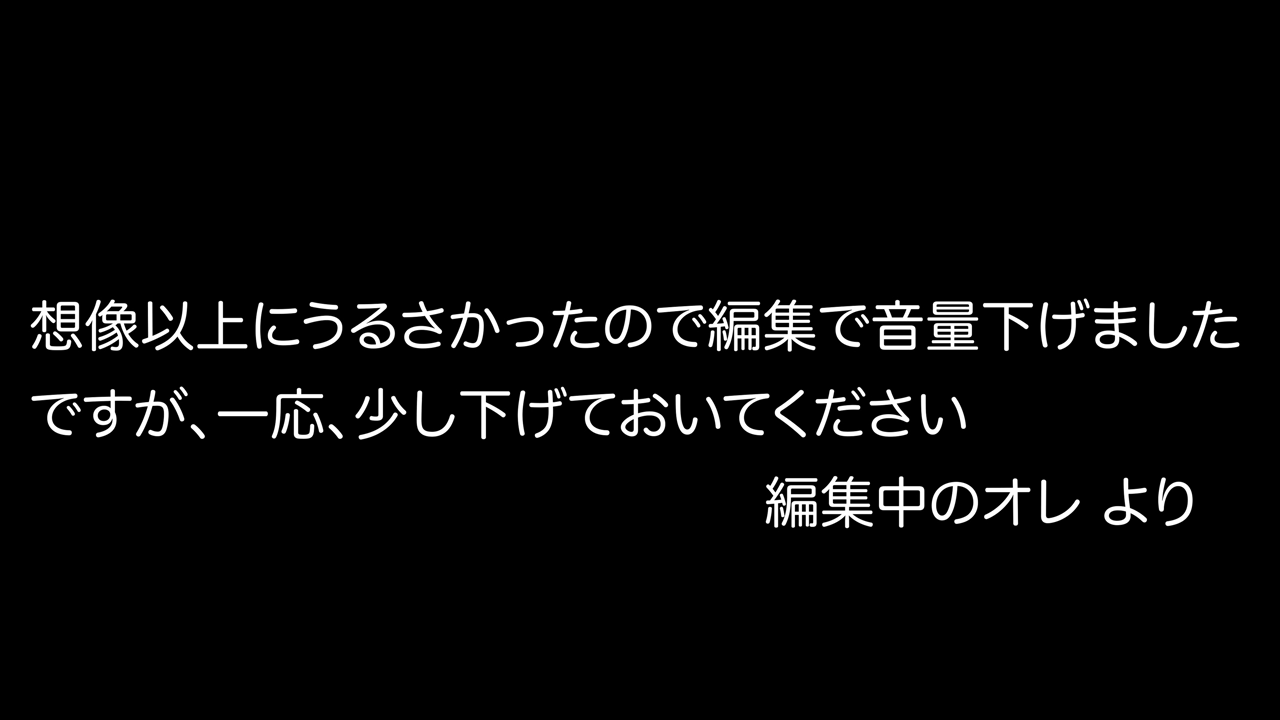 想像以上にうるさかったので編集で音量下げました
ですが、一応、少し下げておいてください
編集中のオレ より